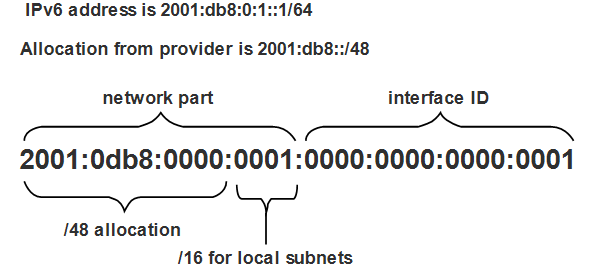 IPv6 address is 2001:db8:0:1::1/64
Allocation from provider is 2001:db8::/48
network part interface ID
2001:0db8:0000:0001:0000:0000:0000:0001
/48 allocation
/16 for local subnets